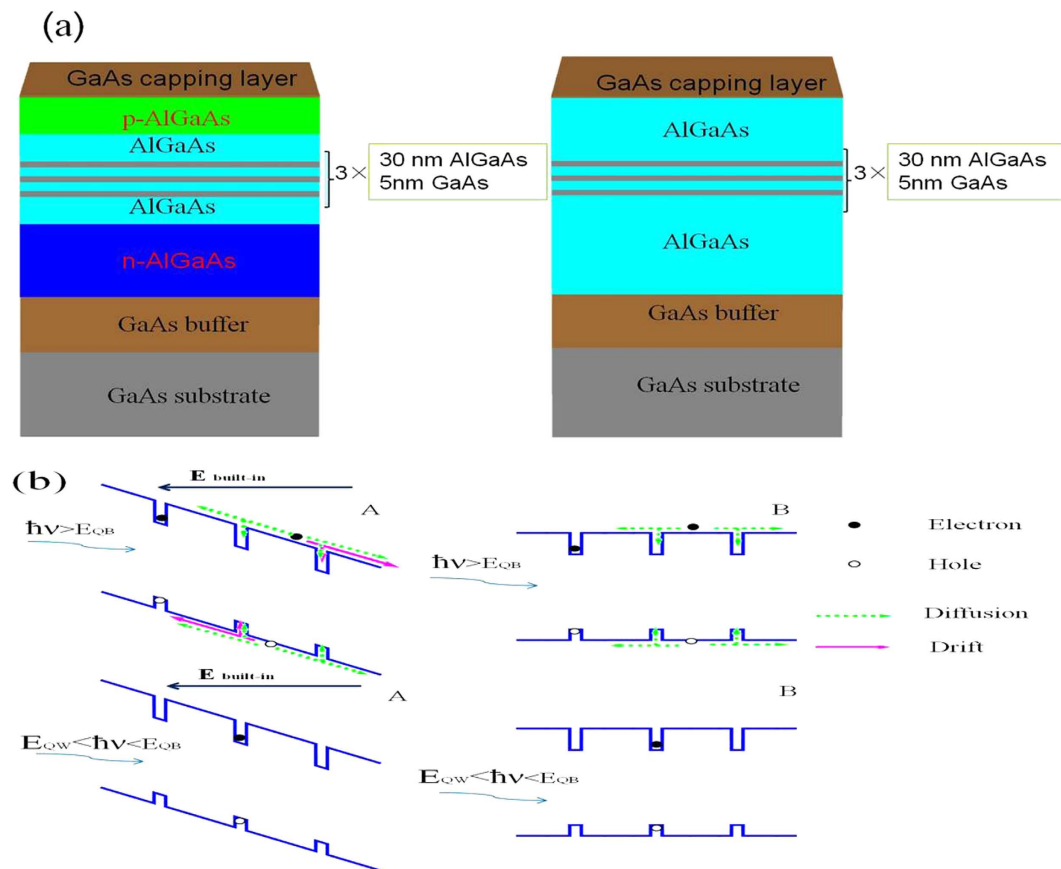 (a)
GaAs capping layer
p-AlGaAs
AlGaAs
AlGaAs
n-AlGaAs
GaAs buffer
GaAs substrate
3×
30 nm AlGaAs
5nm GaAs
GaAs capping layer
AlGaAs
AlGaAs
GaAs buffer
GaAs substrate
3×
30 nm AlGaAs
5nm GaAs
(b)
E built-in
A
ħν>EQB
B
ħν>EQB
Electron
Hole
Diffusion
Drift
E built-in
A
EQW<ħν<EQB
B
EQW<ħν<EQB